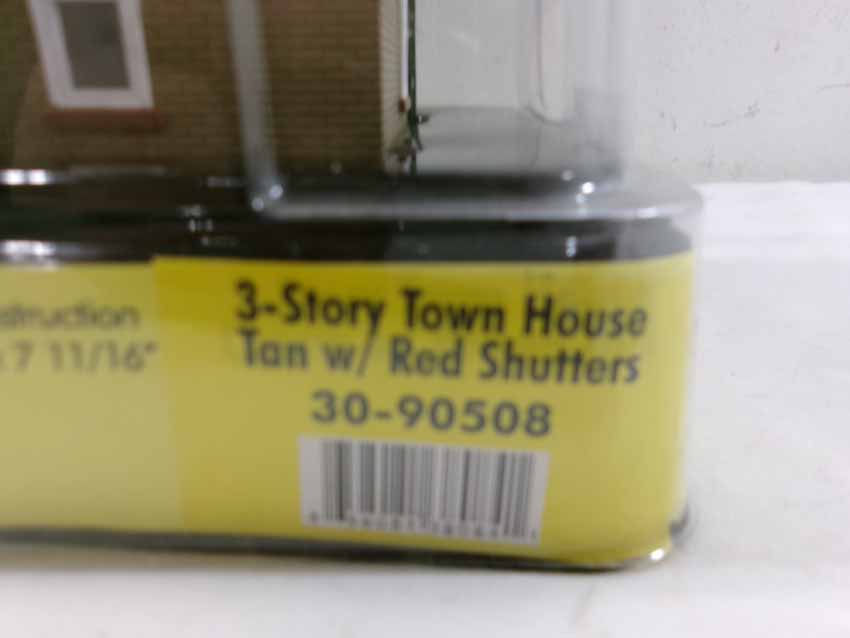 3-Story Town House
Tan w/ Red Shutters
30-90508
struction
7 11/16"